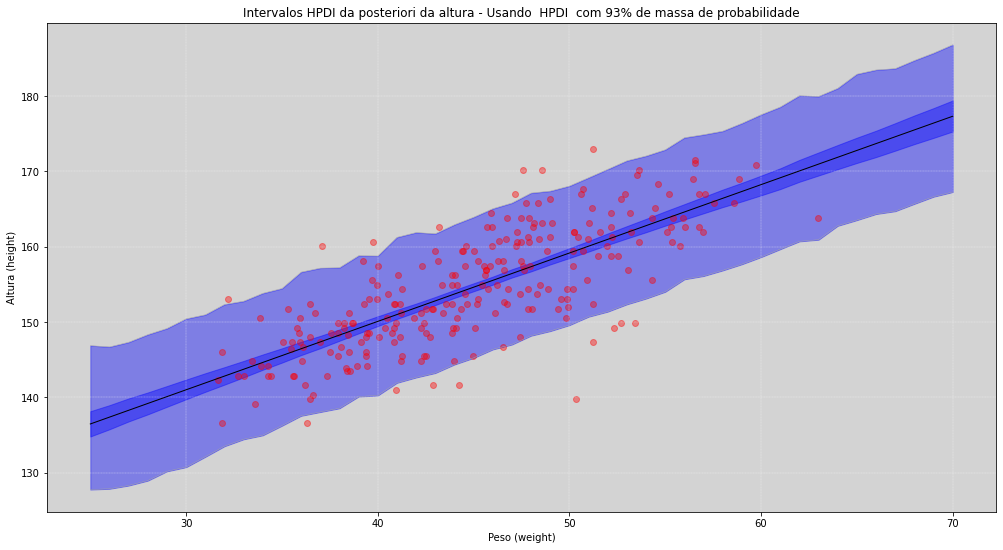 Intervalos HPDI da posteriori da altura - Usando  HPDI  com 93% de massa de probabilidade
Altura (height)
180
170
160
150
140
130
30 40 50 60 70
Peso (weight)